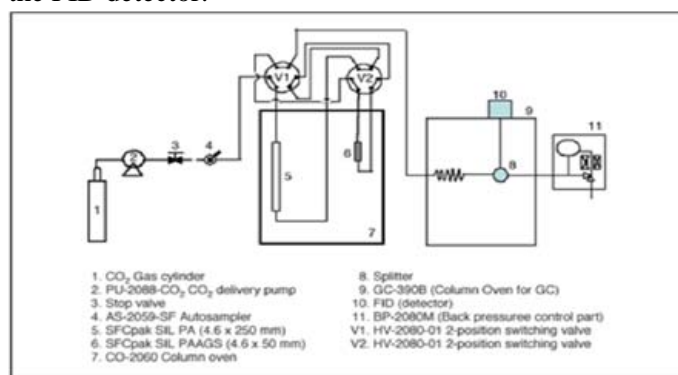 the FID detector.
V1
V2
10
9
11
2
3
4
6
8
5
1
7
1. CO₂ Gas cylinder
2. PU-2088-CO₂ CO₂ delivery pump
3. Stop valve
4. AS-2059-SF Autosampler
5. SFCpak SIL PA (4.6 x 250 mm)
6. SFCpak SIL PAAGS (4.6 x 50 mm)
7. CO-2060 Column oven
8. Splitter
9. GC-390B (Column Oven for GC)
10. FID (detector)
11. BP-2080M (Back pressuree control part)
V1. HV-2080-01 2-position switching valve
V2. HV-2080-01 2-position switching valve